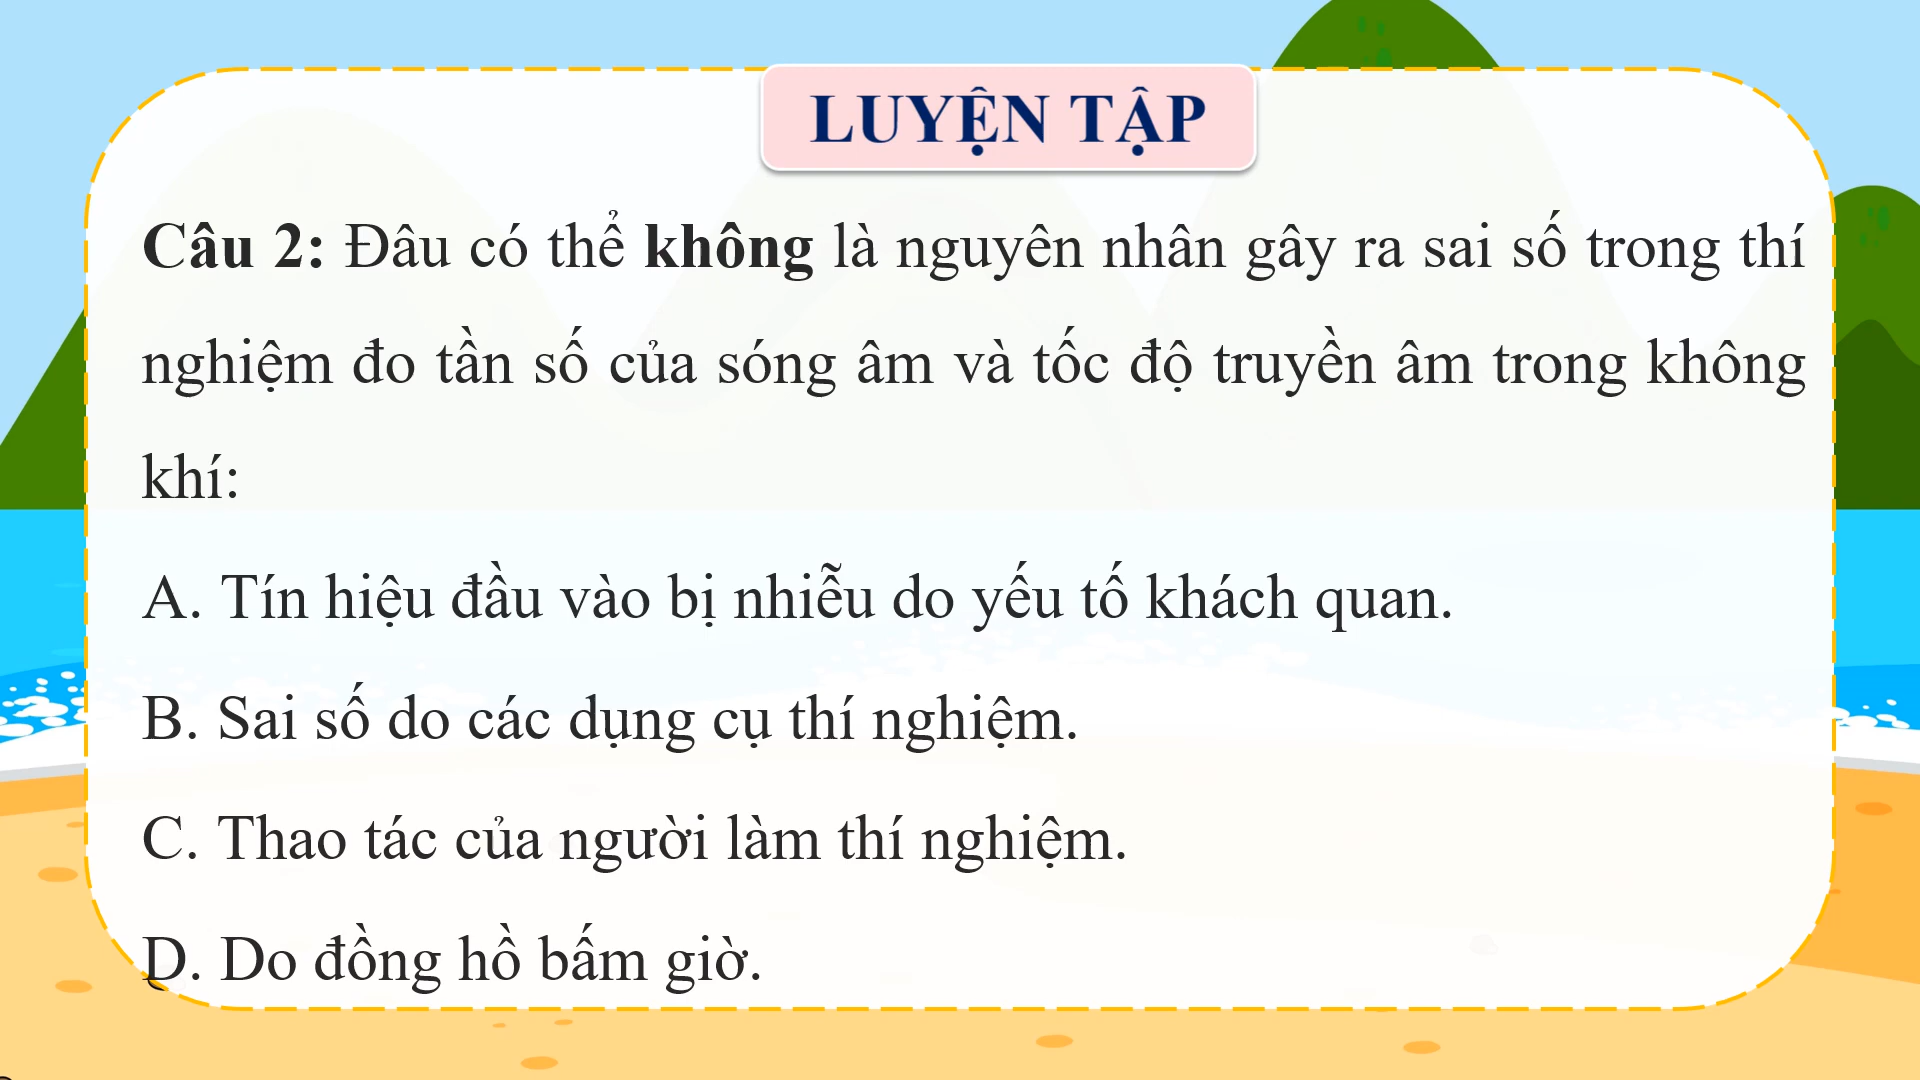 LUYỆN TẬP
Câu 2: Đâu có thể không là nguyên nhân gây ra sai số trong thí
nghiệm đo tần số của sóng âm và tốc độ truyền âm trong không
khí:
A. Tín hiệu đầu vào bị nhiễu do yếu tố khách quan.
B. Sai số do các dụng cụ thí nghiệm.
C. Thao tác của người làm thí nghiệm.
D. Do đồng hồ bấm giờ.